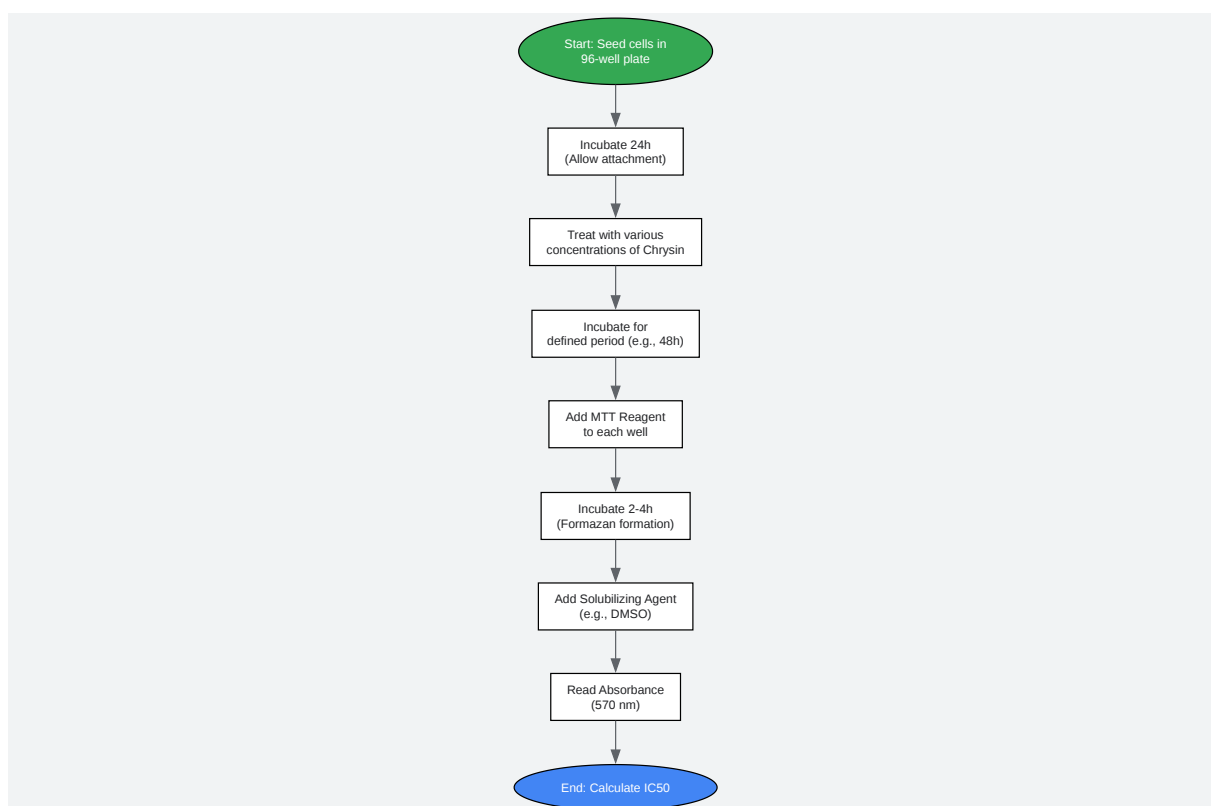 Start: Seed cells in
96-well plate
Incubate 24h
(Allow attachment)
Treat with various
concentrations of Chrysin
Incubate for
defined period (e.g., 48h)
Add MTT Reagent
to each well
Incubate 2-4h
(Formazan formation)
Add Solubilizing Agent
(e.g., DMSO)
Read Absorbance
(570 nm)
End: Calculate IC50